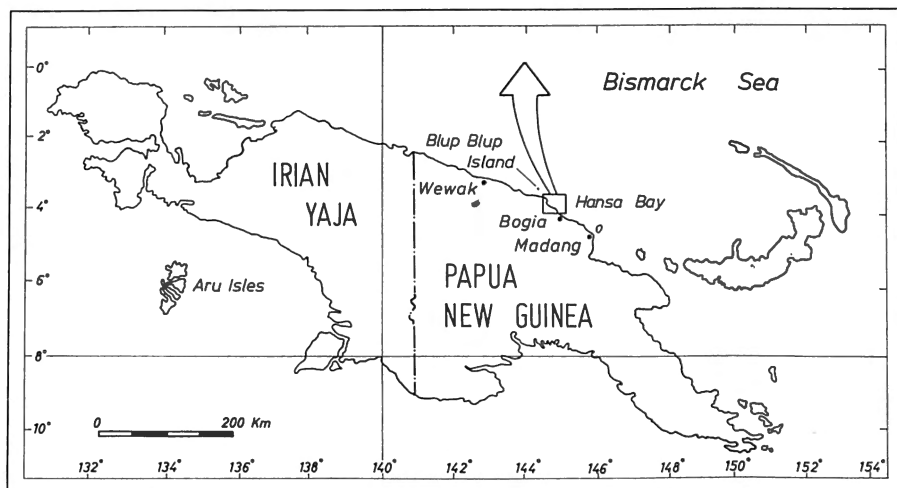 0°
2°
4°
6°
8°
10°
Bismarck Sea
Blup Blup
Island
IRIAN
YAJA
Wewak
Hansa Bay
Bogia
Madang
Aru Isles
PAPUA
NEW GUINEA
0 200 Km
132° 134° 136° 138° 140° 142° 144° 146° 148° 150° 152° 154°